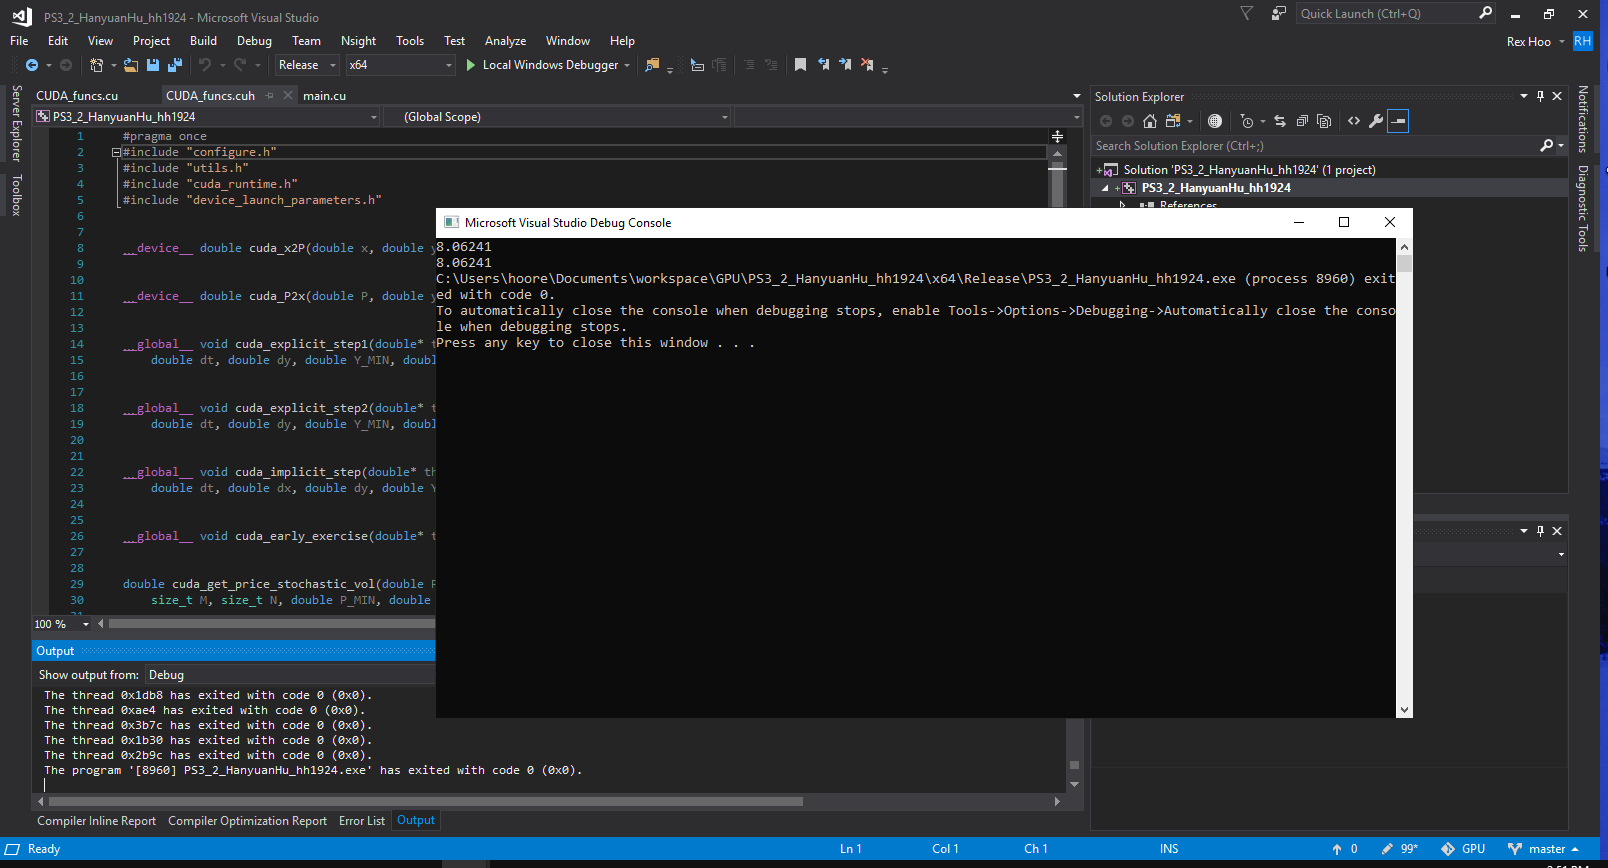 PS3_2_HanyuanHu_hh1924 - Microsoft Visual Studio
Quick Launch (Ctrl+Q)
File Edit View Project Build Debug Team Nsight Tools Test Analyze Window Help
Rex Hoo RH
Release x64 Local Windows Debugger
Server Explorer
Toolbox
CUDA_funcs.cu CUDA_funcs.cuh main.cu
PS3_2_HanyuanHu_hh1924 (Global Scope)
1 #pragma once
2 #include "configure.h"
3 #include "utils.h"
4 #include "cuda_runtime.h"
5 #include "device_launch_parameters.h"
6
7
8 __device__ double cuda_x2P(double x, double y
9
10
11 __device__ double cuda_P2x(double P, double y
12
13
14 __global__ void cuda_explicit_step1(double*
15 double dt, double dy, double Y_MIN, doubl
16
17
18 __global__ void cuda_explicit_step2(double*
19 double dt, double dy, double Y_MIN, doubl
20
21
22 __global__ void cuda_implicit_step(double* th
23 double dt, double dx, double dy, double Y
24
25
26 __global__ void cuda_early_exercise(double*
27
28
29 double cuda_get_price_stochastic_vol(double P
30 size_t M, size_t N, double P_MIN, double
31
100 %
Microsoft Visual Studio Debug Console
8.06241
8.06241
C:\Users\hoore\Documents\workspace\GPU\PS3_2_HanyuanHu_hh1924\x64\Release\PS3_2_HanyuanHu_hh1924.exe (process 8960) exit
ed with code 0.
To automatically close the console when debugging stops, enable Tools->Options->Debugging->Automatically close the conso
le when debugging stops.
Press any key to close this window . . .
Solution Explorer
Search Solution Explorer (Ctrl+;)
Solution 'PS3_2_HanyuanHu_hh1924' (1 project)
PS3_2_HanyuanHu_hh1924
References
Notifications
Diagnostic Tools
Output
Show output from: Debug
The thread 0x1db8 has exited with code 0 (0x0).
The thread 0xae4 has exited with code 0 (0x0).
The thread 0x3b7c has exited with code 0 (0x0).
The thread 0x1b30 has exited with code 0 (0x0).
The thread 0x2b9c has exited with code 0 (0x0).
The program '[8960] PS3_2_HanyuanHu_hh1924.exe' has exited with code 0 (0x0).
Compiler Inline Report Compiler Optimization Report Error List Output
Ready Ln 1 Col 1 Ch 1 INS 0 99* GPU master